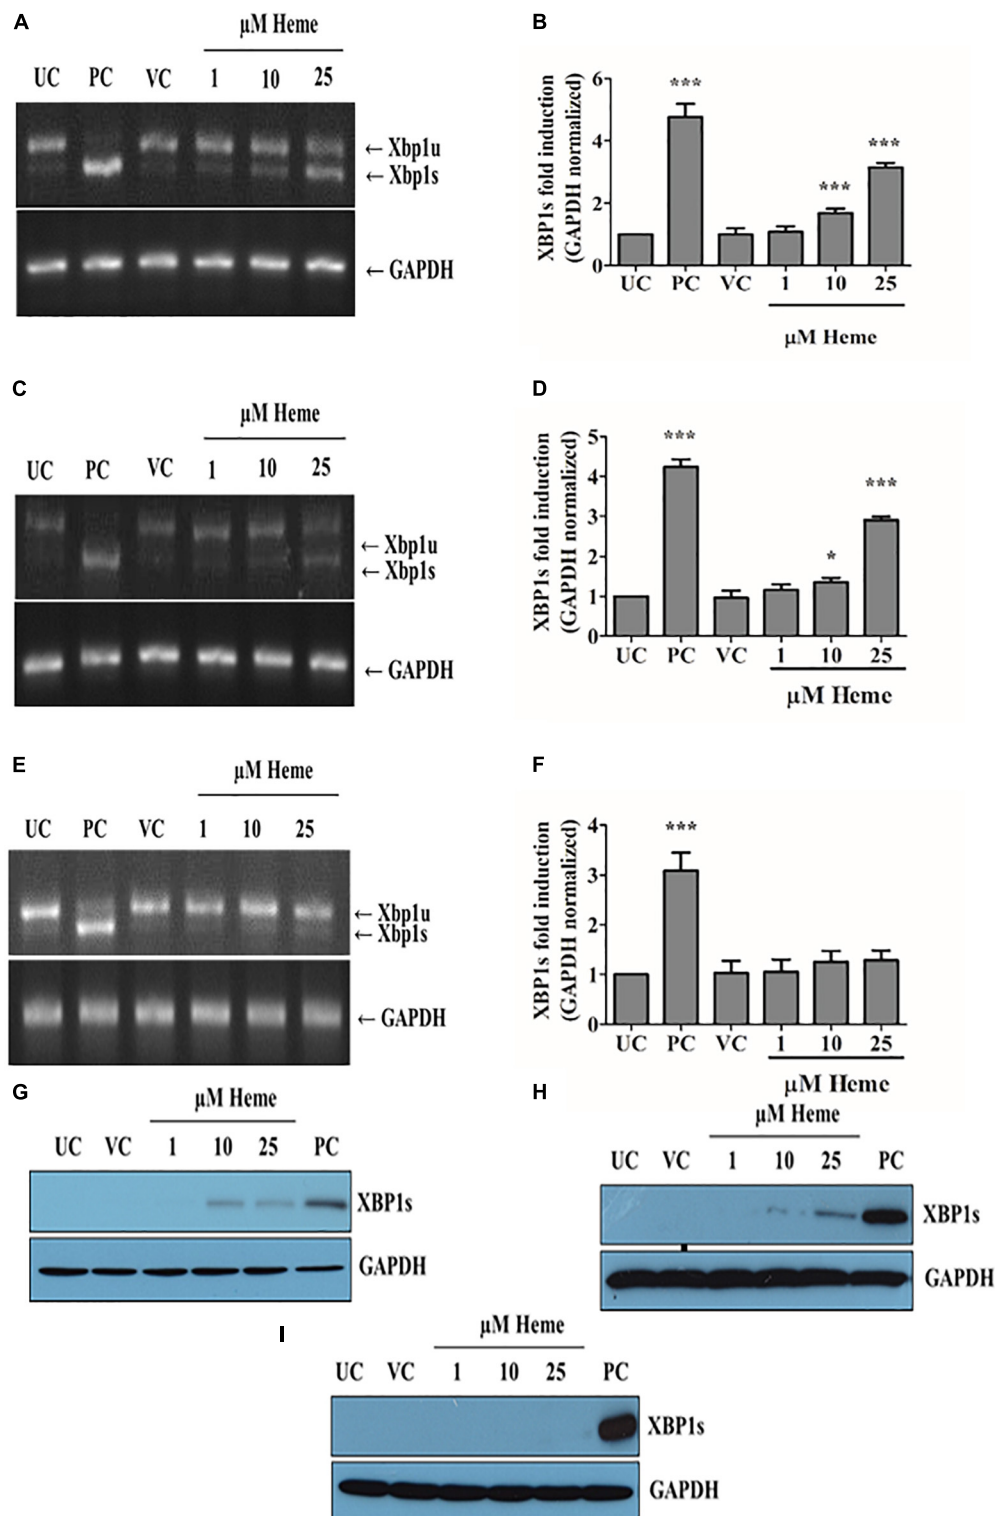 A
µM Heme
UC PC VC 1 10 25
← Xbp1u
← Xbp1s
← GAPDH
B
XBP1s fold induction
(GAPDH normalized)
6
4
2
0
***
***
***
UC PC VC 1 10 25
µM Heme
C
µM Heme
UC PC VC 1 10 25
← Xbp1u
← Xbp1s
← GAPDH
D
XBP1s fold induction
(GAPDH normalized)
5
4
3
2
1
0
***
*
***
UC PC VC 1 10 25
µM Heme
E
µM Heme
UC PC VC 1 10 25
← Xbp1u
← Xbp1s
← GAPDH
F
XBP1s fold induction
(GAPDH normalized)
4
3
2
1
0
***
UC PC VC 1 10 25
µM Heme
G
µM Heme
UC VC 1 10 25 PC
XBP1s
GAPDH
H
µM Heme
UC VC 1 10 25 PC
XBP1s
GAPDH
I
µM Heme
UC VC 1 10 25 PC
XBP1s
GAPDH